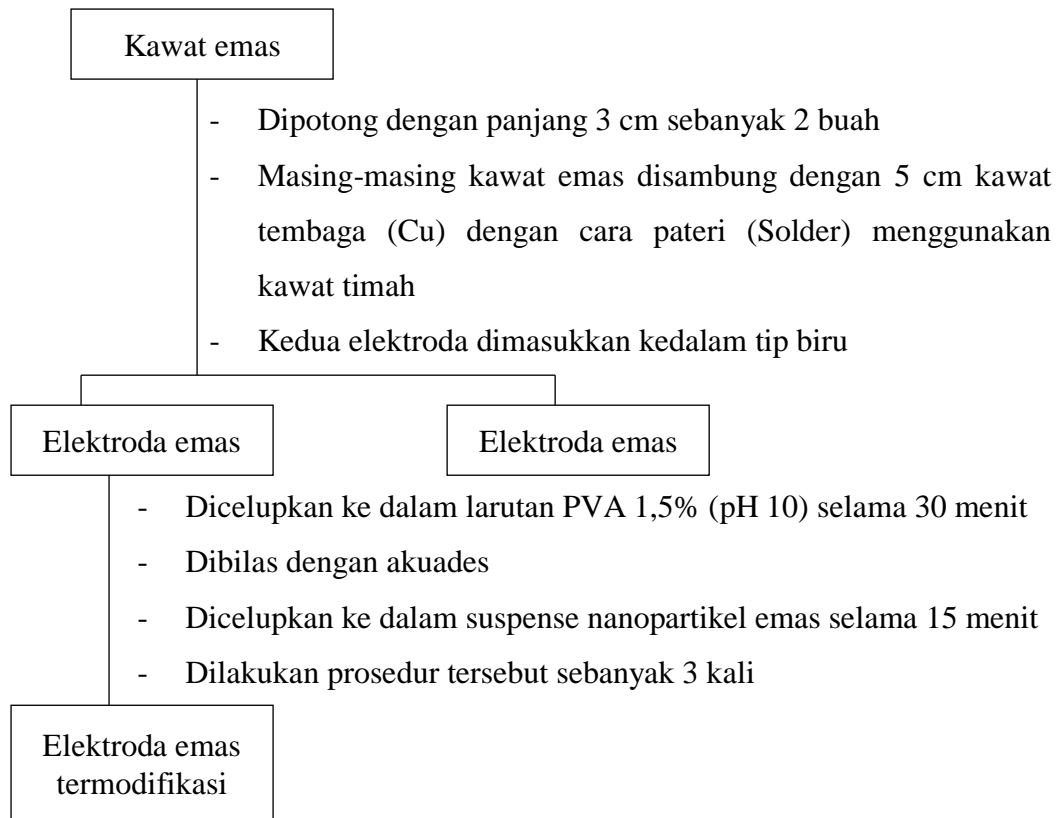 Kawat emas
- Dipotong dengan panjang 3 cm sebanyak 2 buah
- Masing-masing kawat emas disambung dengan 5 cm kawat
tembaga (Cu) dengan cara pateri (Solder) menggunakan
kawat timah
- Kedua elektroda dimasukkan kedalam tip biru
Elektroda emas
Elektroda emas
- Dicelupkan ke dalam larutan PVA 1,5% (pH 10) selama 30 menit
- Dibilas dengan akuades
- Dicelupkan ke dalam suspense nanopartikel emas selama 15 menit
- Dilakukan prosedur tersebut sebanyak 3 kali
Elektroda emas
termodifikasi